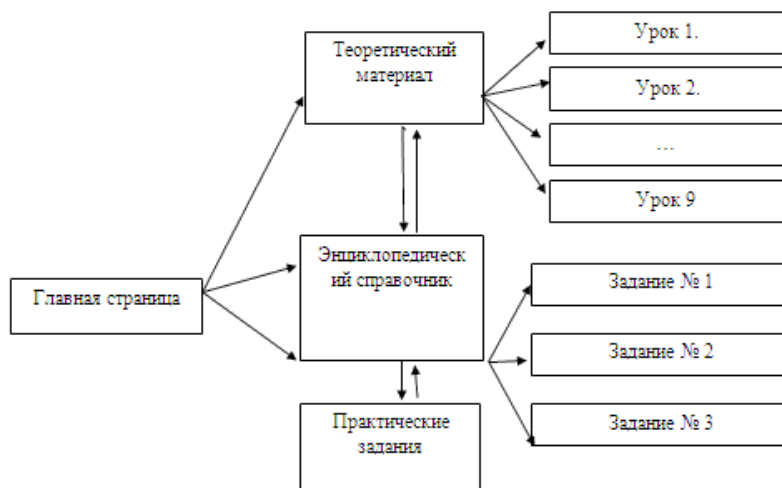 Теоретический
материал
Урок 1.
Урок 2.
...
Урок 9
Энциклопедическ
ий справочник
Главная страница
Задание № 1
Задание № 2
Задание № 3
Практические
задания